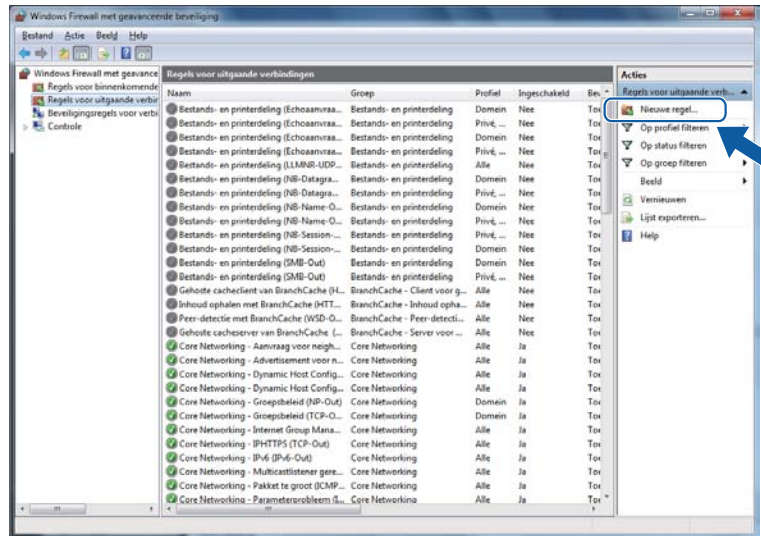 Windows Firewall met geavanceerde beveiliging
Bestand Actie Beeld Help
Windows Firewall met geavance
Regels voor binnenkomende
Regels voor uitgaande verbir
Beveiligingsregels voor verbi
Controle
Regels voor uitgaande verbindingen
Naam Groep Profiel Ingeschakeld
Bestands- en printerdeling (Echoaanvraa... Bestands- en printerdeling Domein Nee
Bestands- en printerdeling (Echoaanvraa... Bestands- en printerdeling Privé, ... Nee
Bestands- en printerdeling (Echoaanvraa... Bestands- en printerdeling Domein Nee
Bestands- en printerdeling (Echoaanvraa... Bestands- en printerdeling Privé, ... Nee
Bestands- en printerdeling (LLMNR-UDP... Bestands- en printerdeling Alle Nee
Bestands- en printerdeling (NB-Datagra... Bestands- en printerdeling Domein Nee
Bestands- en printerdeling (NB-Datagra... Bestands- en printerdeling Privé, ... Nee
Bestands- en printerdeling (NB-Name-O... Bestands- en printerdeling Domein Nee
Bestands- en printerdeling (NB-Name-O... Bestands- en printerdeling Privé, ... Nee
Bestands- en printerdeling (NB-Session-... Bestands- en printerdeling Privé, ... Nee
Bestands- en printerdeling (NB-Session-... Bestands- en printerdeling Domein Nee
Bestands- en printerdeling (SMB-Out) Bestands- en printerdeling Domein Nee
Bestands- en printerdeling (SMB-Out) Bestands- en printerdeling Privé, ... Nee
Gehoste cacheclient van BranchCache (H... BranchCache - Client voor g... Alle Nee
Inhoud ophalen met BranchCache (HTT... BranchCache - Inhoud opha... Alle Nee
Peer-detectie met BranchCache (WSD-O... BranchCache - Peer-detecti... Alle Nee
Gehoste cacheserver van BranchCache (... BranchCache - Server voor ... Alle Nee
Core Networking - Aanvraag voor neigh... Core Networking Alle Ja
Core Networking - Advertisement voor n... Core Networking Alle Ja
Core Networking - Dynamic Host Config... Core Networking Alle Ja
Core Networking - Dynamic Host Config... Core Networking Alle Ja
Core Networking - Groepsbeleid (NP-Out) Core Networking Domein Ja
Core Networking - Groepsbeleid (TCP-O... Core Networking Domein Ja
Core Networking - Internet Group Mana... Core Networking Alle Ja
Core Networking - IPHTTPS (TCP-Out) Core Networking Alle Ja
Core Networking - IPv6 (IPv6-Out) Core Networking Alle Ja
Core Networking - Multicastlistener gere... Core Networking Alle Ja
Core Networking - Pakket te groot (ICMP... Core Networking Alle Ja
Core Networking - Parameterprobleem (I... Core Networking Alle Ja
Acties
Regels voor uitgaande verb...
Nieuwe regel...
Op profiel filteren
Op status filteren
Op groep filteren
Beeld
Vernieuwen
Lijst exporteren...
Help